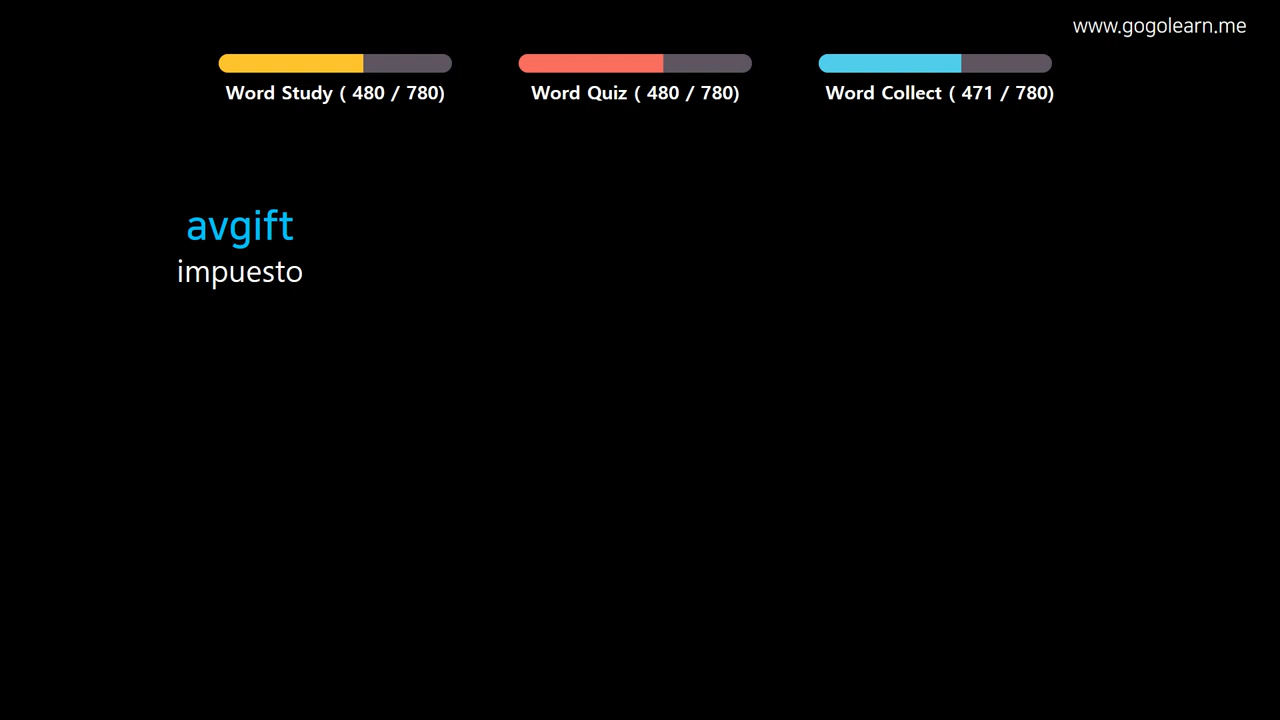 www.gogolearn.me
Word Study ( 480 / 780)
Word Quiz ( 480 / 780)
Word Collect ( 471 / 780)
avgift
impuesto